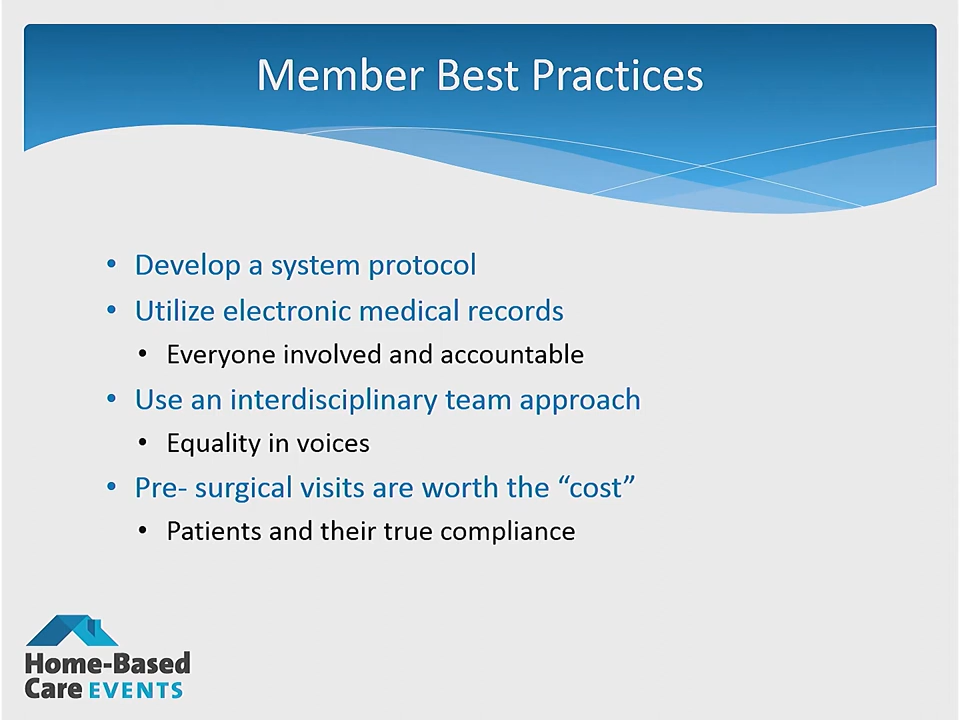 Member Best Practices
• Develop a system protocol
• Utilize electronic medical records
• Everyone involved and accountable
• Use an interdisciplinary team approach
• Equality in voices
• Pre- surgical visits are worth the “cost”
• Patients and their true compliance
Home-Based
Care EVENTS